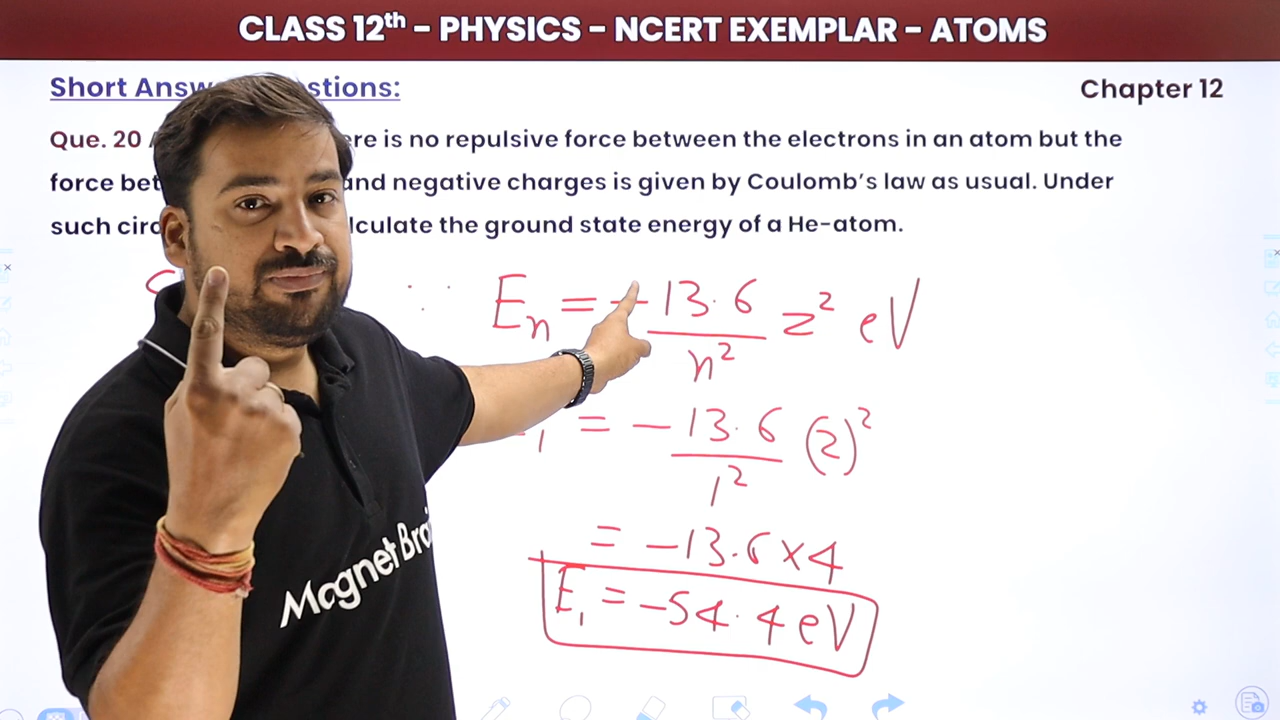 CLASS 12th – PHYSICS – NCERT EXEMPLAR – ATOMS
Short Answ stions:
Chapter 12
Que. 20 ere is no repulsive force between the electrons in an atom but the
force bet and negative charges is given by Coulomb's law as usual. Under
such circ lculate the ground state energy of a He-atom.
∵ En = -13.6/n² z² eV
1 = -13.6/1² (2)²
= -13.6×4
E1 = -54.4 eV
Magnet Brai